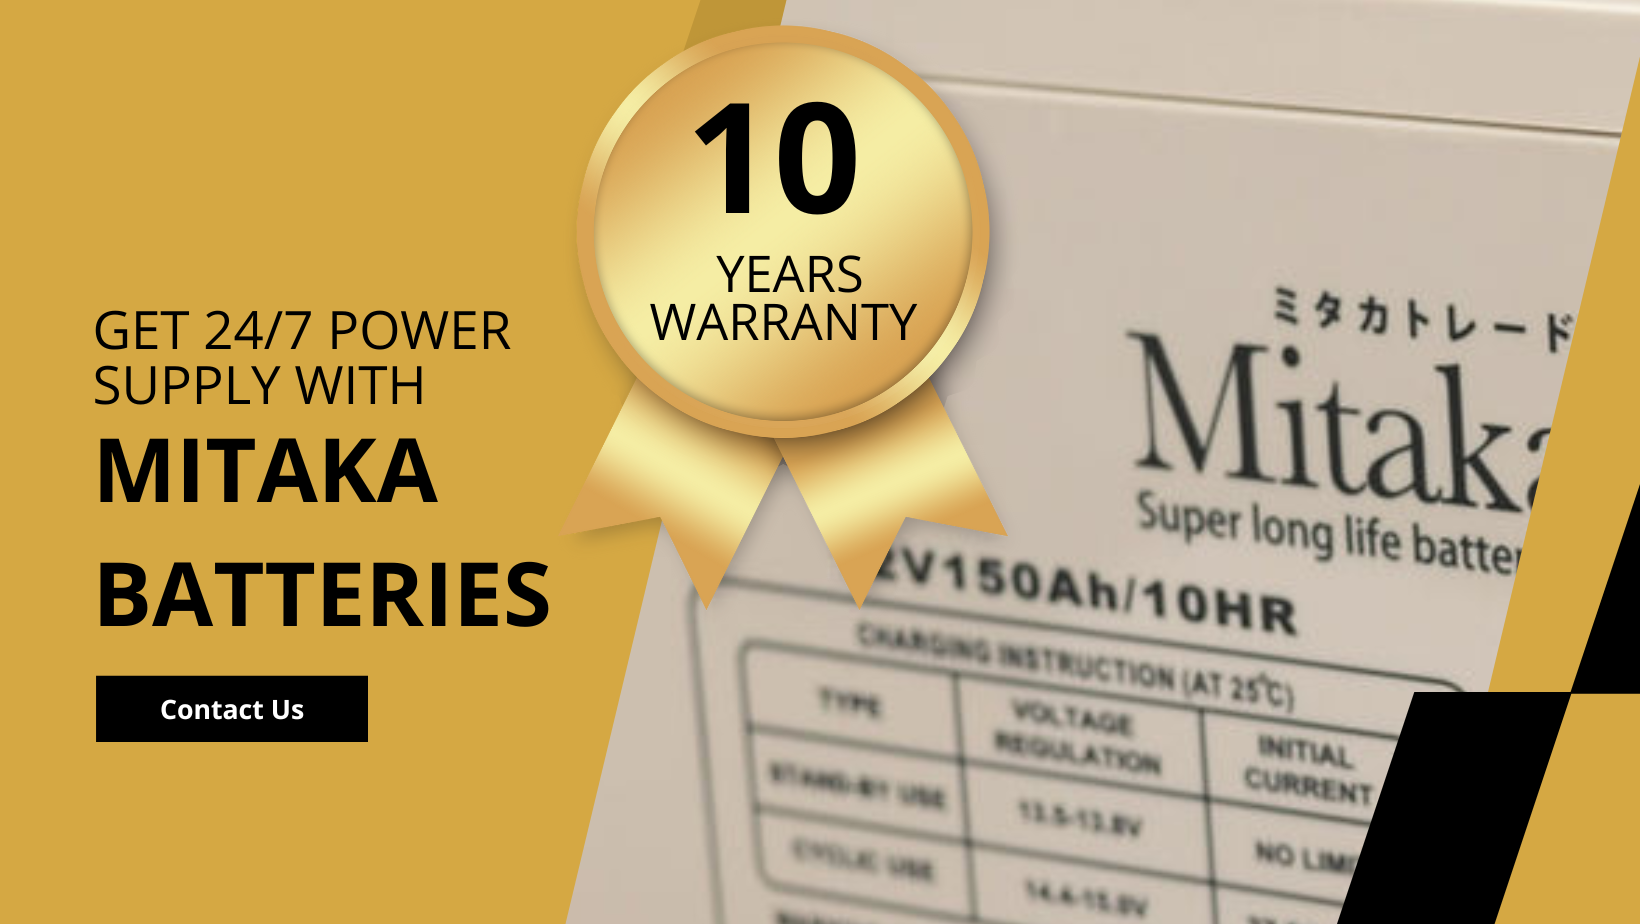 10
YEARS
WARRANTY
GET 24/7 POWER
SUPPLY WITH
MITAKA
BATTERIES
Contact Us
ミタカトレード
Mitaka
Super long life batter
2V150Ah/10HR
CHARGING INSTRUCTION (AT 25℃)
TYPE
VOLTAGE
REGULATION
INITIAL
CURRENT
STAND-BY USE
13.5-13.8V
NO LIM
CYCLIC USE
14.4-15.0V